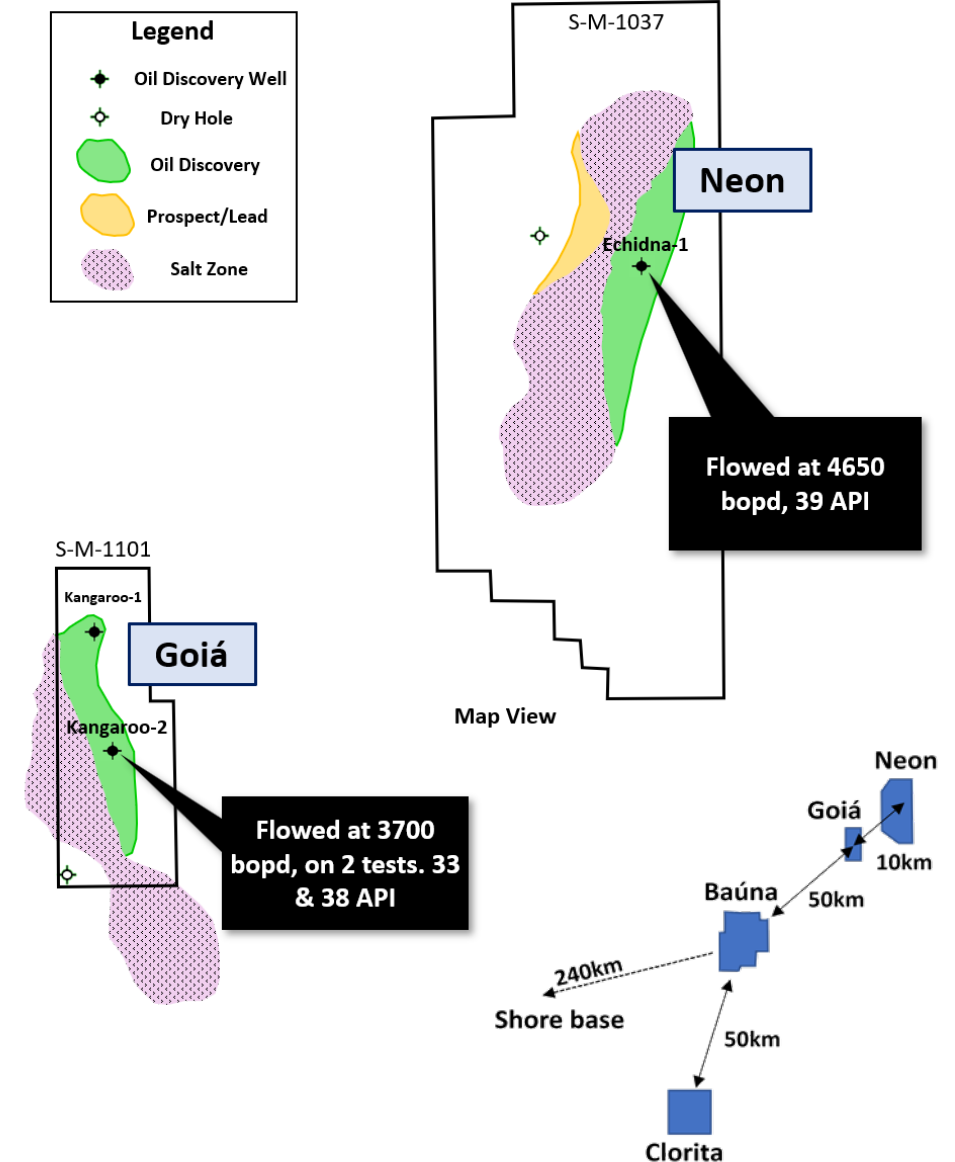 Legend
Oil Discovery Well
Dry Hole
Oil Discovery
Prospect/Lead
Salt Zone
S-M-1037
Neon
Echidna-1
Flowed at 4650
bopd, 39 API
S-M-1101
Kangaroo-1
Goiá
Kangaroo-2
Flowed at 3700
bopd, on 2 tests. 33
& 38 API
Map View
Neon
Goiá
10km
50km
Baúna
240km
Shore base
50km
Clorita